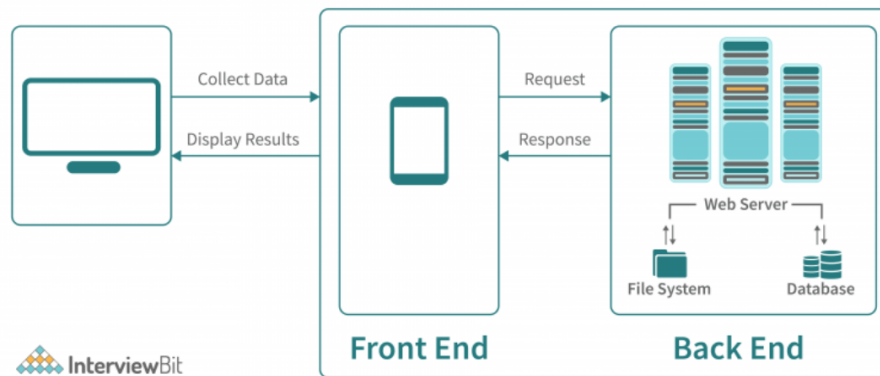 Collect Data
Display Results
Request
Response
Web Server
File System
Database
Front End
Back End
InterviewBit